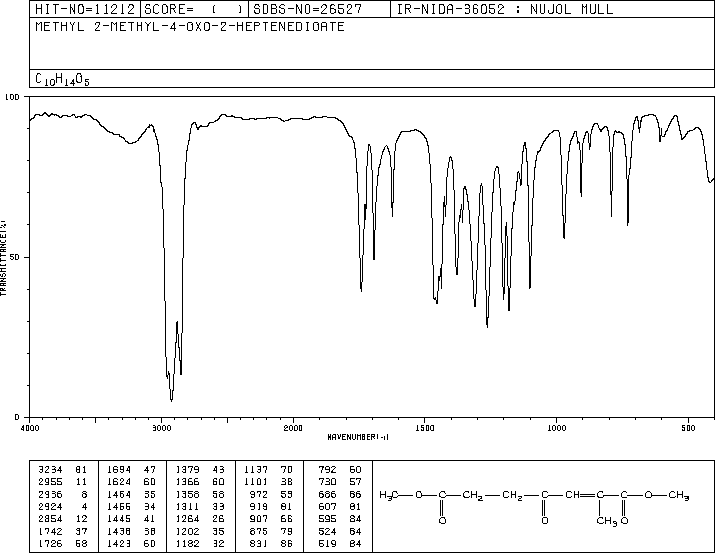 HIT-NO=11212 SCORE= ( ) SDBS-NO=26527 IR-NIDA-36052 : NUJOL MULL
METHYL 2-METHYL-4-OXO-2-HEPTENEDIOATE
C10H14O5
100
50
0
TRANSMITTANCE(%)
4000 3000 2000 1500 1000 500
WAVENUMBER(-1)
3234 81 1694 47 1379 43 1137 70 792 60
2955 11 1624 60 1366 60 1101 38 730 57
2936 8 1464 35 1358 58 972 53 686 86
2924 4 1455 34 1311 33 919 81 607 81
2854 12 1445 41 1264 26 907 66 595 84
1742 37 1438 38 1202 35 875 79 524 84
1726 58 1423 60 1182 32 831 86 519 84
H3C—O—C—CH2—CH2—C—CH=C—C—O—CH3
O O CH3 O